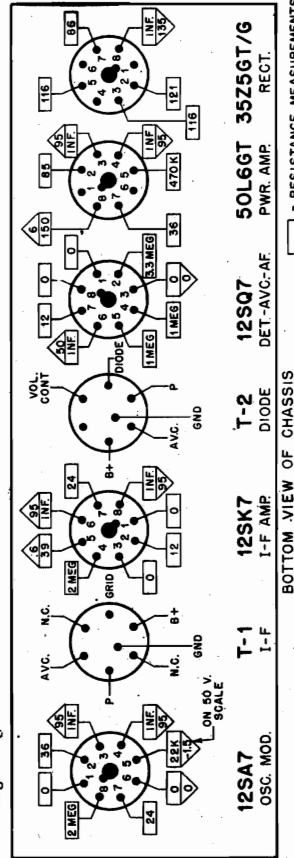 2 MEG
0
36
95 INF.
24
0
22K -1.5
INF 95
ON 50 V. SCALE
12SA7
OSC. MOD.
AVC.
N.C.
P
N.C.
GND
B+
T-1
I-F
2 MEG
GRID
6 39
95 INF.
24
0
12
0
INF. 95
12SK7
I-F AMP.
B+
VOL. CONT
DIODE
A.V.C.
GND
P
T-2
DIODE
50 INF
12
0
0
1 MEG
1 MEG
0 0
3.3 MEG
12SQ7
DET.-AVC-AF.
6 150
85
95 INF.
36
470K
INF 95
50L6GT
PWR. AMP.
116
86
116
121
INF. 135
35Z5GT/G
RECT.
BOTTOM VIEW OF CHASSIS
= RESISTANCE MEASUREMENTS